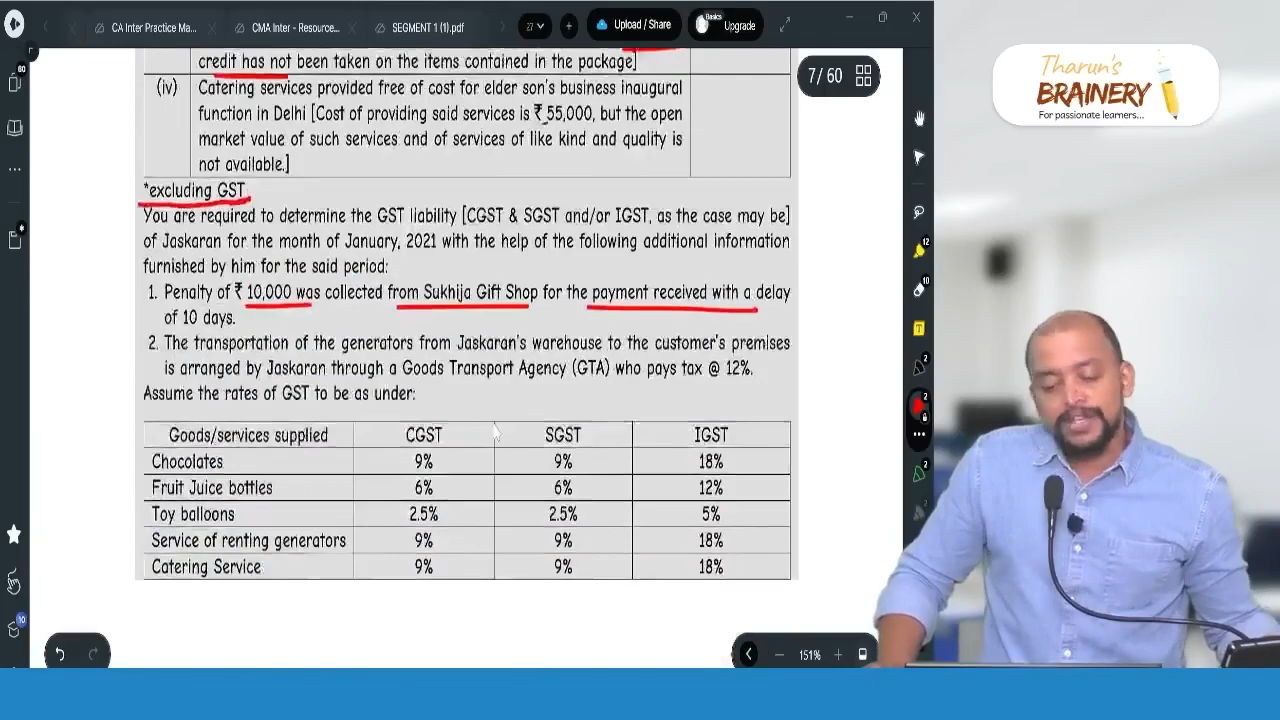 CA Inter Practice Ma...
CMA Inter - Resource...
SEGMENT 1 (1).pdf
27
Upload / Share
Basics
Upgrade
60
7/60
Tharun's
BRAINERY
For passionate learners...
credit has not been taken on the items contained in the package]
(iv) Catering services provided free of cost for elder son's business inaugural
function in Delhi [Cost of providing said services is ₹ 55,000, but the open
market value of such services and of services of like kind and quality is
not available.]
*excluding GST
You are required to determine the GST liability [CGST & SGST and/or IGST, as the case may be]
of Jaskaran for the month of January, 2021 with the help of the following additional information
furnished by him for the said period:
1. Penalty of ₹ 10,000 was collected from Sukhija Gift Shop for the payment received with a delay
of 10 days.
2. The transportation of the generators from Jaskaran's warehouse to the customer's premises
is arranged by Jaskaran through a Goods Transport Agency (GTA) who pays tax @ 12%.
Assume the rates of GST to be as under:
Goods/services supplied CGST SGST IGST
Chocolates 9% 9% 18%
Fruit Juice bottles 6% 6% 12%
Toy balloons 2.5% 2.5% 5%
Service of renting generators 9% 9% 18%
Catering Service 9% 9% 18%
12
10
T
2
2
2
10
151%